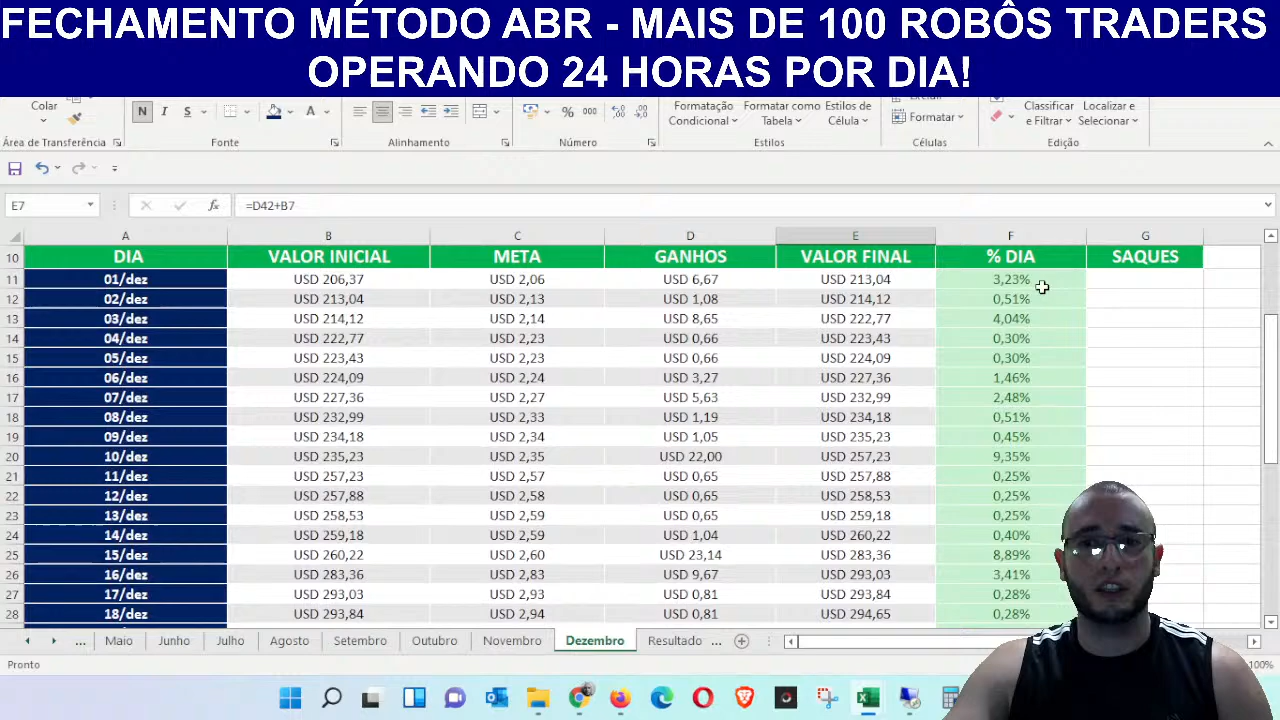 FECHAMENTO MÉTODO ABR - MAIS DE 100 ROBÔS TRADERS
OPERANDO 24 HORAS POR DIA!
Colar
N I S A
% 000
Formatação Condicional
Formatar como Tabela
Estilos de Célula
Formatar
Classificar e Filtrar
Localizar e Selecionar
Área de Transferência Fonte Alinhamento Número Estilos Células Edição
E7 fx =D42+B7
A B C D E F G
10 DIA VALOR INICIAL META GANHOS VALOR FINAL % DIA SAQUES
11 01/dez USD 206,37 USD 2,06 USD 6,67 USD 213,04 3,23%
12 02/dez USD 213,04 USD 2,13 USD 1,08 USD 214,12 0,51%
13 03/dez USD 214,12 USD 2,14 USD 8,65 USD 222,77 4,04%
14 04/dez USD 222,77 USD 2,23 USD 0,66 USD 223,43 0,30%
15 05/dez USD 223,43 USD 2,23 USD 0,66 USD 224,09 0,30%
16 06/dez USD 224,09 USD 2,24 USD 3,27 USD 227,36 1,46%
17 07/dez USD 227,36 USD 2,27 USD 5,63 USD 232,99 2,48%
18 08/dez USD 232,99 USD 2,33 USD 1,19 USD 234,18 0,51%
19 09/dez USD 234,18 USD 2,34 USD 1,05 USD 235,23 0,45%
20 10/dez USD 235,23 USD 2,35 USD 22,00 USD 257,23 9,35%
21 11/dez USD 257,23 USD 2,57 USD 0,65 USD 257,88 0,25%
22 12/dez USD 257,88 USD 2,58 USD 0,65 USD 258,53 0,25%
23 13/dez USD 258,53 USD 2,59 USD 0,65 USD 259,18 0,25%
24 14/dez USD 259,18 USD 2,59 USD 1,04 USD 260,22 0,40%
25 15/dez USD 260,22 USD 2,60 USD 23,14 USD 283,36 8,89%
26 16/dez USD 283,36 USD 2,83 USD 9,67 USD 293,03 3,41%
27 17/dez USD 293,03 USD 2,93 USD 0,81 USD 293,84 0,28%
28 18/dez USD 293,84 USD 2,94 USD 0,81 USD 294,65 0,28%
... Maio Junho Julho Agosto Setembro Outubro Novembro Dezembro Resultado ...
Pronto 100%